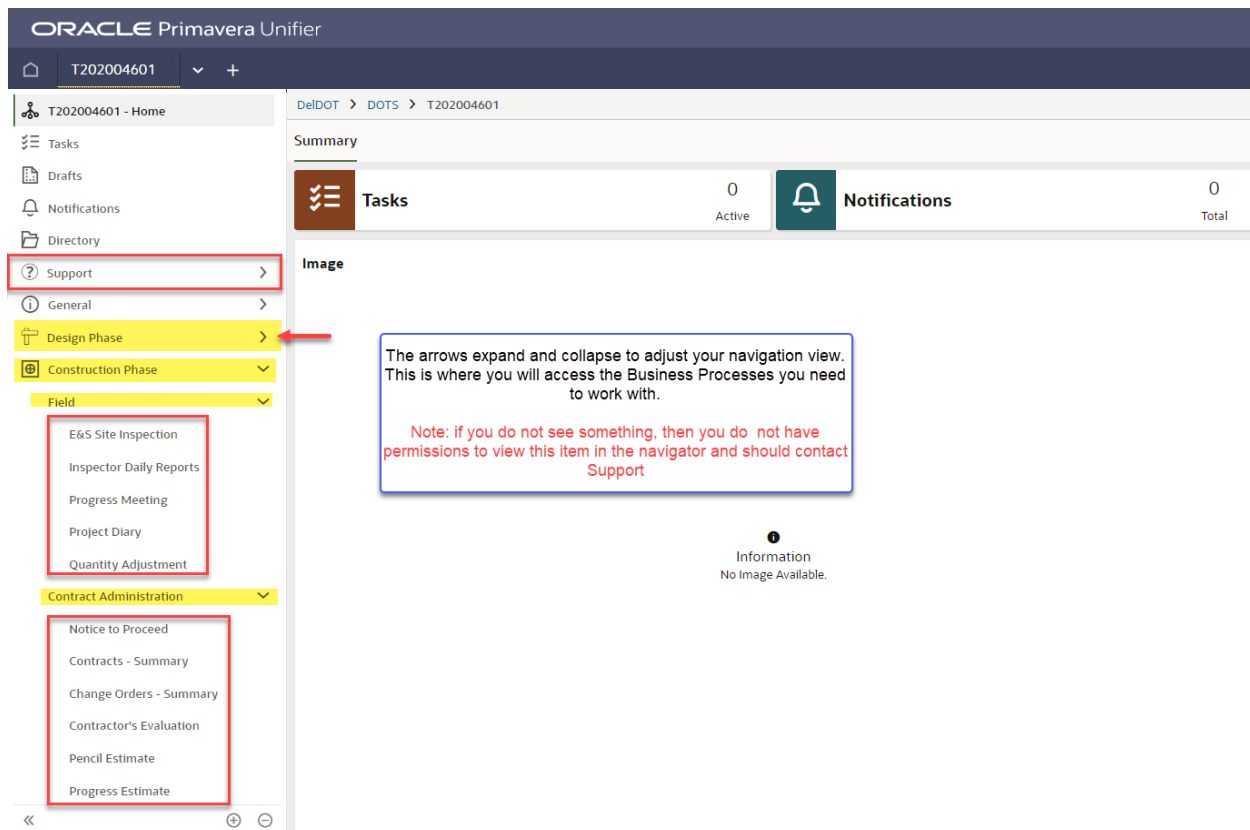 ORACLE Primavera Unifier
T202004601
T202004601 - Home
Tasks
Drafts
Notifications
Directory
Support
General
Design Phase
Construction Phase
Field
E&S Site Inspection
Inspector Daily Reports
Progress Meeting
Project Diary
Quantity Adjustment
Contract Administration
Notice to Proceed
Contracts - Summary
Change Orders - Summary
Contractor's Evaluation
Pencil Estimate
Progress Estimate
DelDOT > DOTS > T202004601
Summary
Tasks
0
Active
Notifications
0
Total
Image
The arrows expand and collapse to adjust your navigation view.
This is where you will access the Business Processes you need
to work with.
Note: if you do not see something, then you do not have
permissions to view this item in the navigator and should contact
Support
Information
No Image Available.